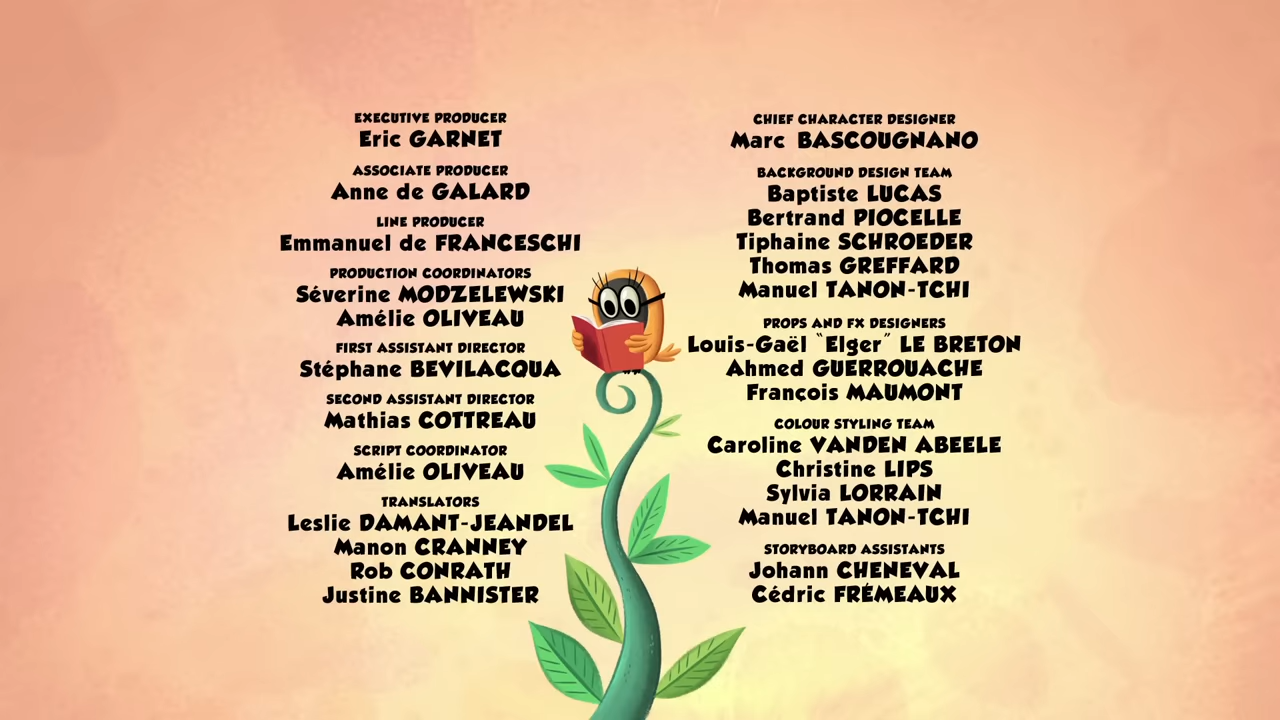 EXECUTIVE PRODUCER
Eric GARNET
ASSOCIATE PRODUCER
Anne de GALARD
LINE PRODUCER
Emmanuel de FRANCESCHI
PRODUCTION COORDINATORS
Séverine MODZELEWSKI
Amélie OLIVEAU
FIRST ASSISTANT DIRECTOR
Stéphane BEVILACQUA
SECOND ASSISTANT DIRECTOR
Mathias COTTREAU
SCRIPT COORDINATOR
Amélie OLIVEAU
TRANSLATORS
Leslie DAMANT-JEANDEL
Manon CRANNEY
Rob CONRATH
Justine BANNISTER
CHIEF CHARACTER DESIGNER
Marc BASCOUGNANO
BACKGROUND DESIGN TEAM
Baptiste LUCAS
Bertrand PIOCELLE
Tiphaine SCHROEDER
Thomas GREFFARD
Manuel TANON-TCHI
PROPS AND FX DESIGNERS
Louis-Gaël "Elger" LE BRETON
Ahmed GUERROUACHE
François MAUMONT
COLOUR STYLING TEAM
Caroline VANDEN ABEELE
Christine LIPS
Sylvia LORRAIN
Manuel TANON-TCHI
STORYBOARD ASSISTANTS
Johann CHENEVAL
Cédric FRÉMEAUX